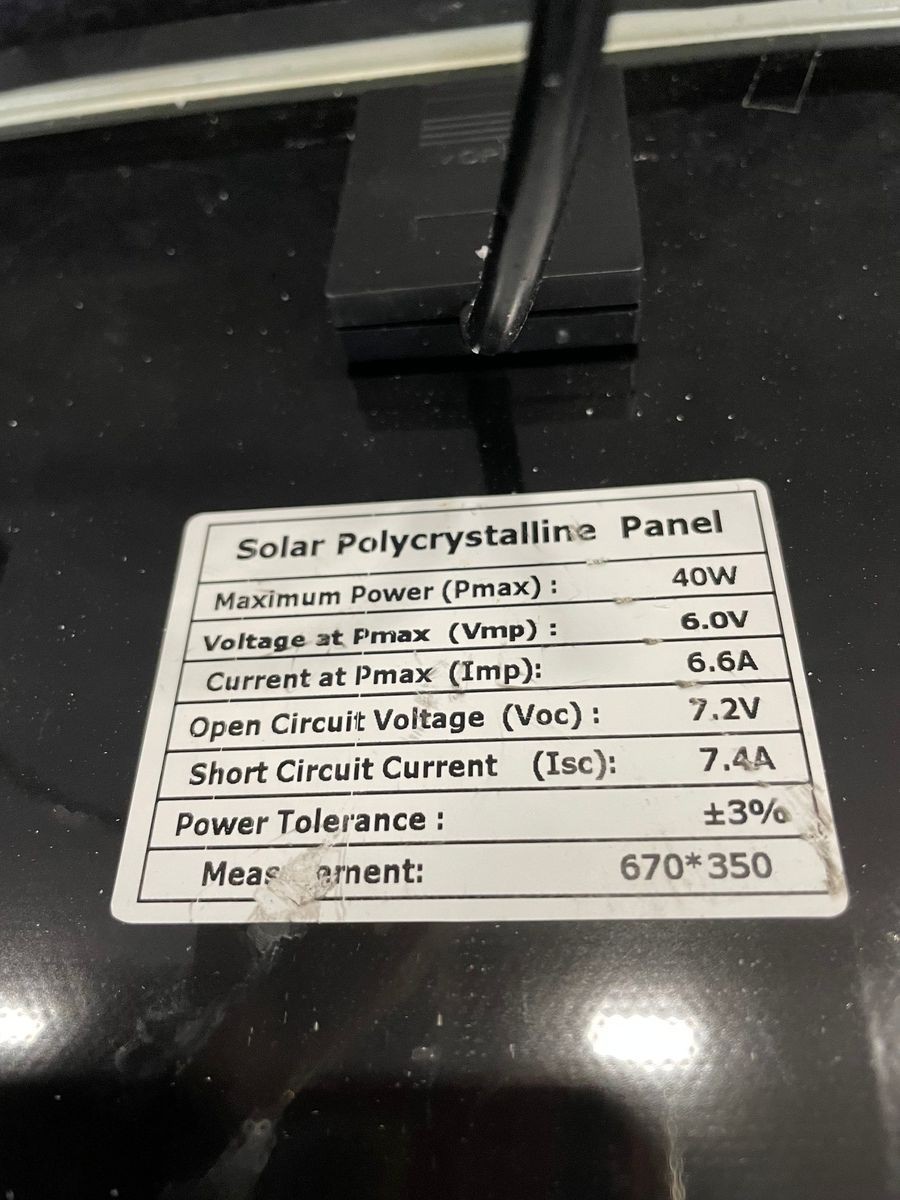 Solar Polycrystalline Panel
Maximum Power (Pmax) : 40W
Voltage at Pmax (Vmp) : 6.0V
Current at Pmax (Imp): 6.6A
Open Circuit Voltage (Voc) : 7.2V
Short Circuit Current (Isc): 7.4A
Power Tolerance : ±3%
670*350